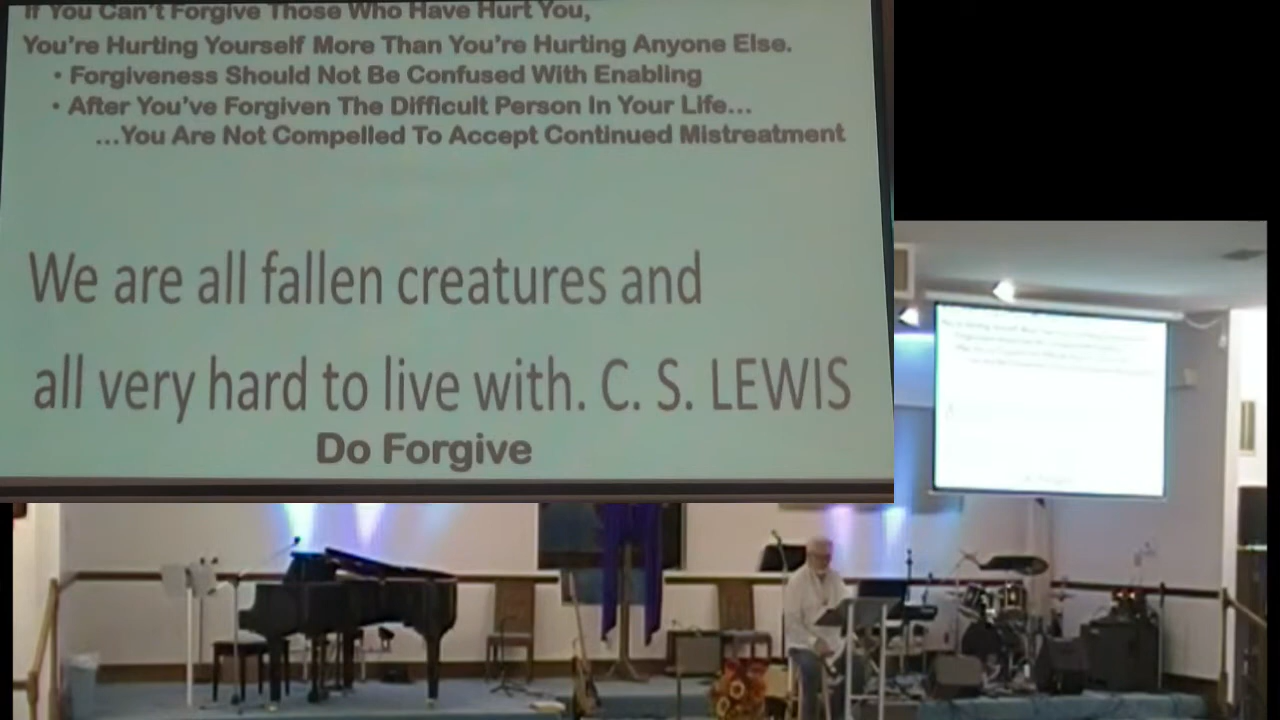 If You Can't Forgive Those Who Have Hurt You,
You're Hurting Yourself More Than You're Hurting Anyone Else.
• Forgiveness Should Not Be Confused With Enabling
• After You've Forgiven The Difficult Person In Your Life...
...You Are Not Compelled To Accept Continued Mistreatment
We are all fallen creatures and
all very hard to live with. C. S. LEWIS
Do Forgive